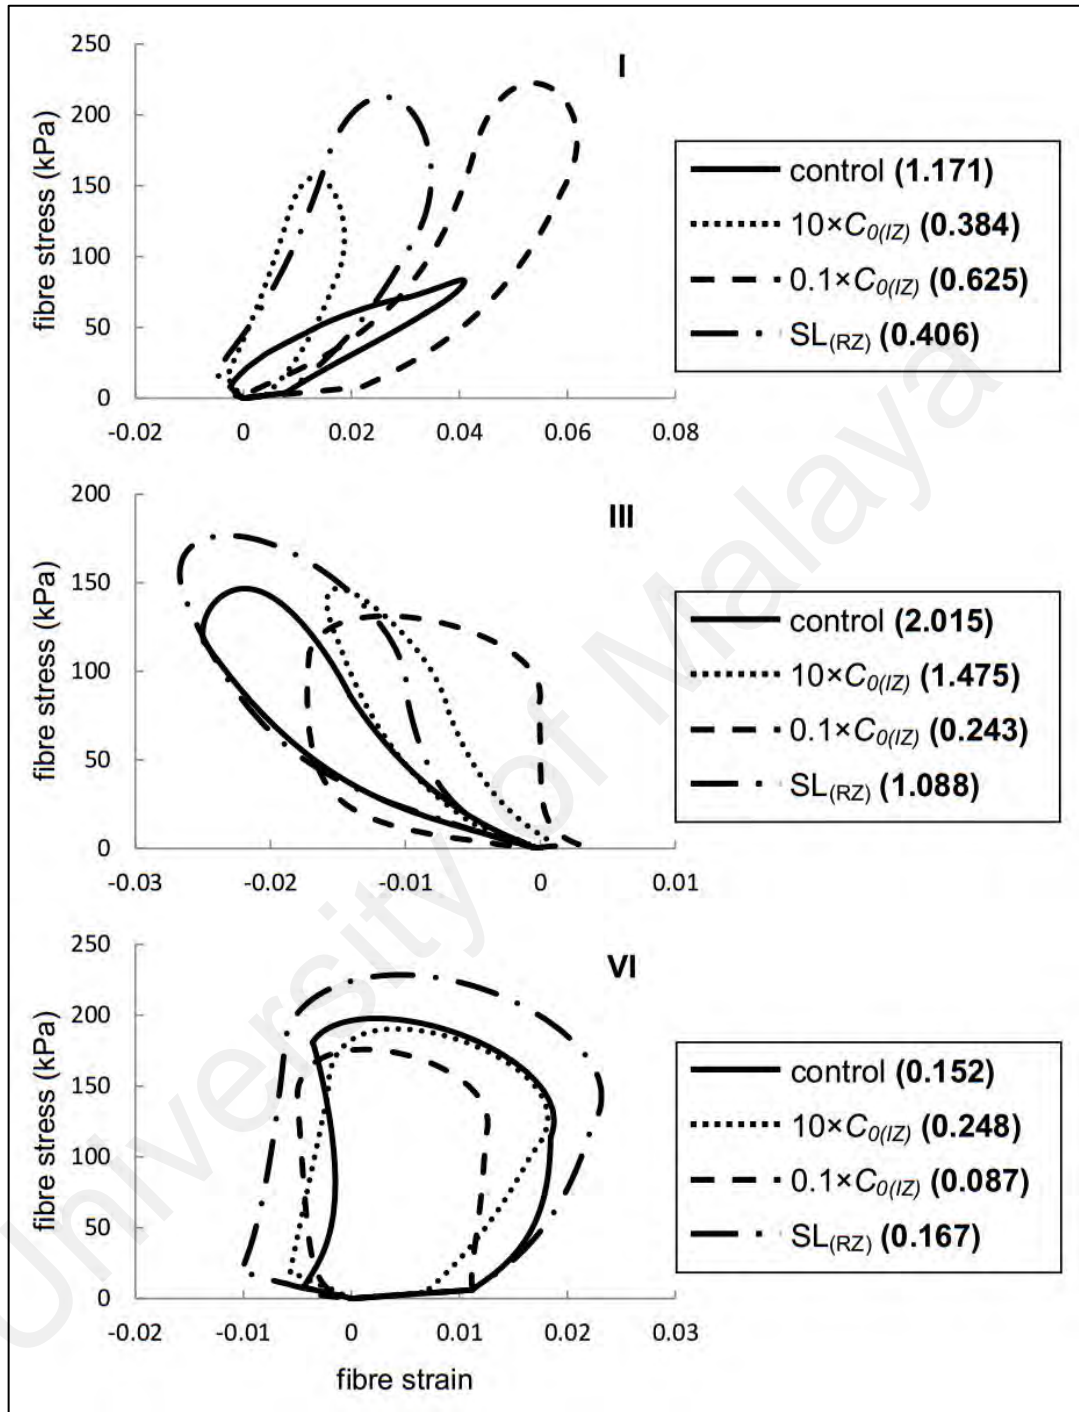 I
fibre stress (kPa)
250
200
150
100
50
0
-0.02
0
0.02
0.04
0.06
0.08
control (1.171)
10×C0(IZ) (0.384)
0.1×C0(IZ) (0.625)
SL(RZ) (0.406)
III
fibre stress (kPa)
200
150
100
50
0
-0.03
-0.02
-0.01
0
0.01
control (2.015)
10×C0(IZ) (1.475)
0.1×C0(IZ) (0.243)
SL(RZ) (1.088)
VI
fibre stress (kPa)
250
200
150
100
50
0
-0.02
-0.01
0
0.01
0.02
0.03
fibre strain
control (0.152)
10×C0(IZ) (0.248)
0.1×C0(IZ) (0.087)
SL(RZ) (0.167)
University of Malaya